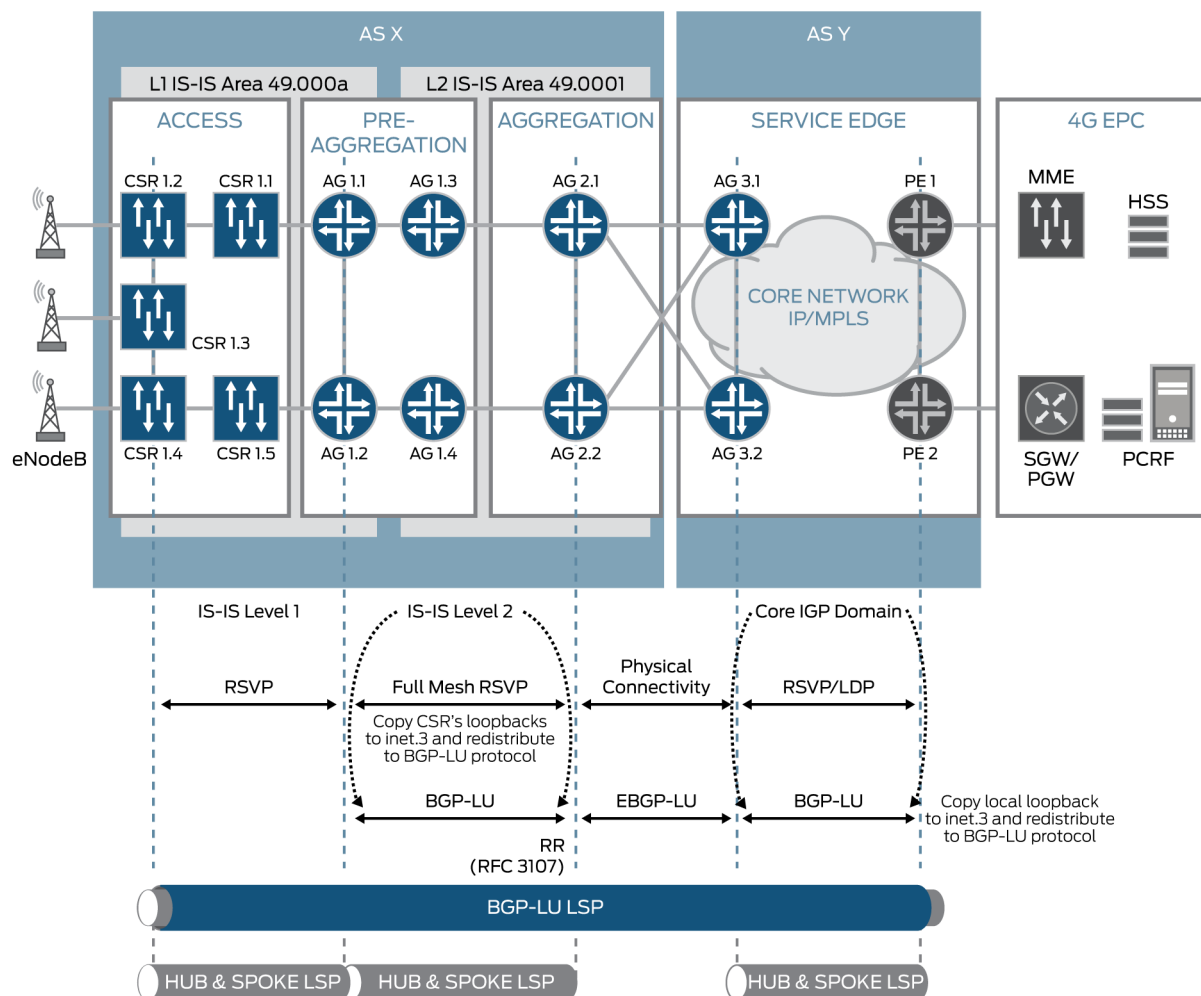 AS X
AS Y
L1 IS-IS Area 49.000a
L2 IS-IS Area 49.0001
ACCESS
PRE-
AGGREGATION
AGGREGATION
SERVICE EDGE
4G EPC
CSR 1.2
CSR 1.1
AG 1.1
AG 1.3
AG 2.1
AG 3.1
PE 1
MME
HSS
CORE NETWORK
IP/MPLS
CSR 1.3
eNodeB
CSR 1.4
CSR 1.5
AG 1.2
AG 1.4
AG 2.2
AG 3.2
PE 2
SGW/
PGW
PCRF
IS-IS Level 1
IS-IS Level 2
Core IGP Domain
RSVP
Full Mesh RSVP
Physical
Connectivity
RSVP/LDP
Copy CSR's loopbacks
to inet.3 and redistribute
to BGP-LU protocol
BGP-LU
EBGP-LU
BGP-LU
Copy local loopback
to inet.3 and redistribute
to BGP-LU protocol
RR
(RFC 3107)
BGP-LU LSP
HUB & SPOKE LSP
HUB & SPOKE LSP
HUB & SPOKE LSP